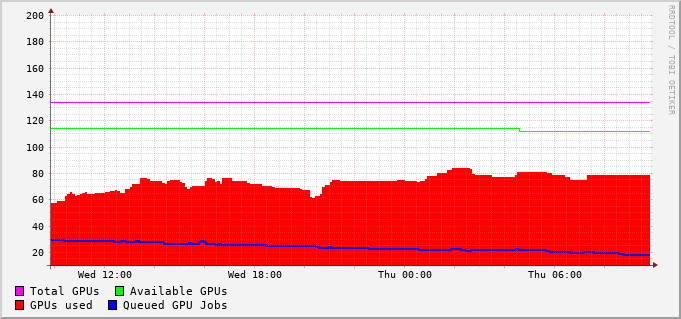 200
180
160
140
120
100
80
60
40
20
Wed 12:00 Wed 18:00 Thu 00:00 Thu 06:00
Total GPUs Available GPUs
GPUs used Queued GPU Jobs
RRDTOOL / TOBI OETIKER